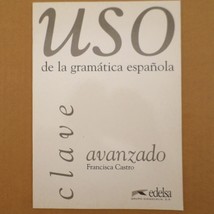 uso
de la gramática española
clave
avanzado
Francisca Castro
edelsa